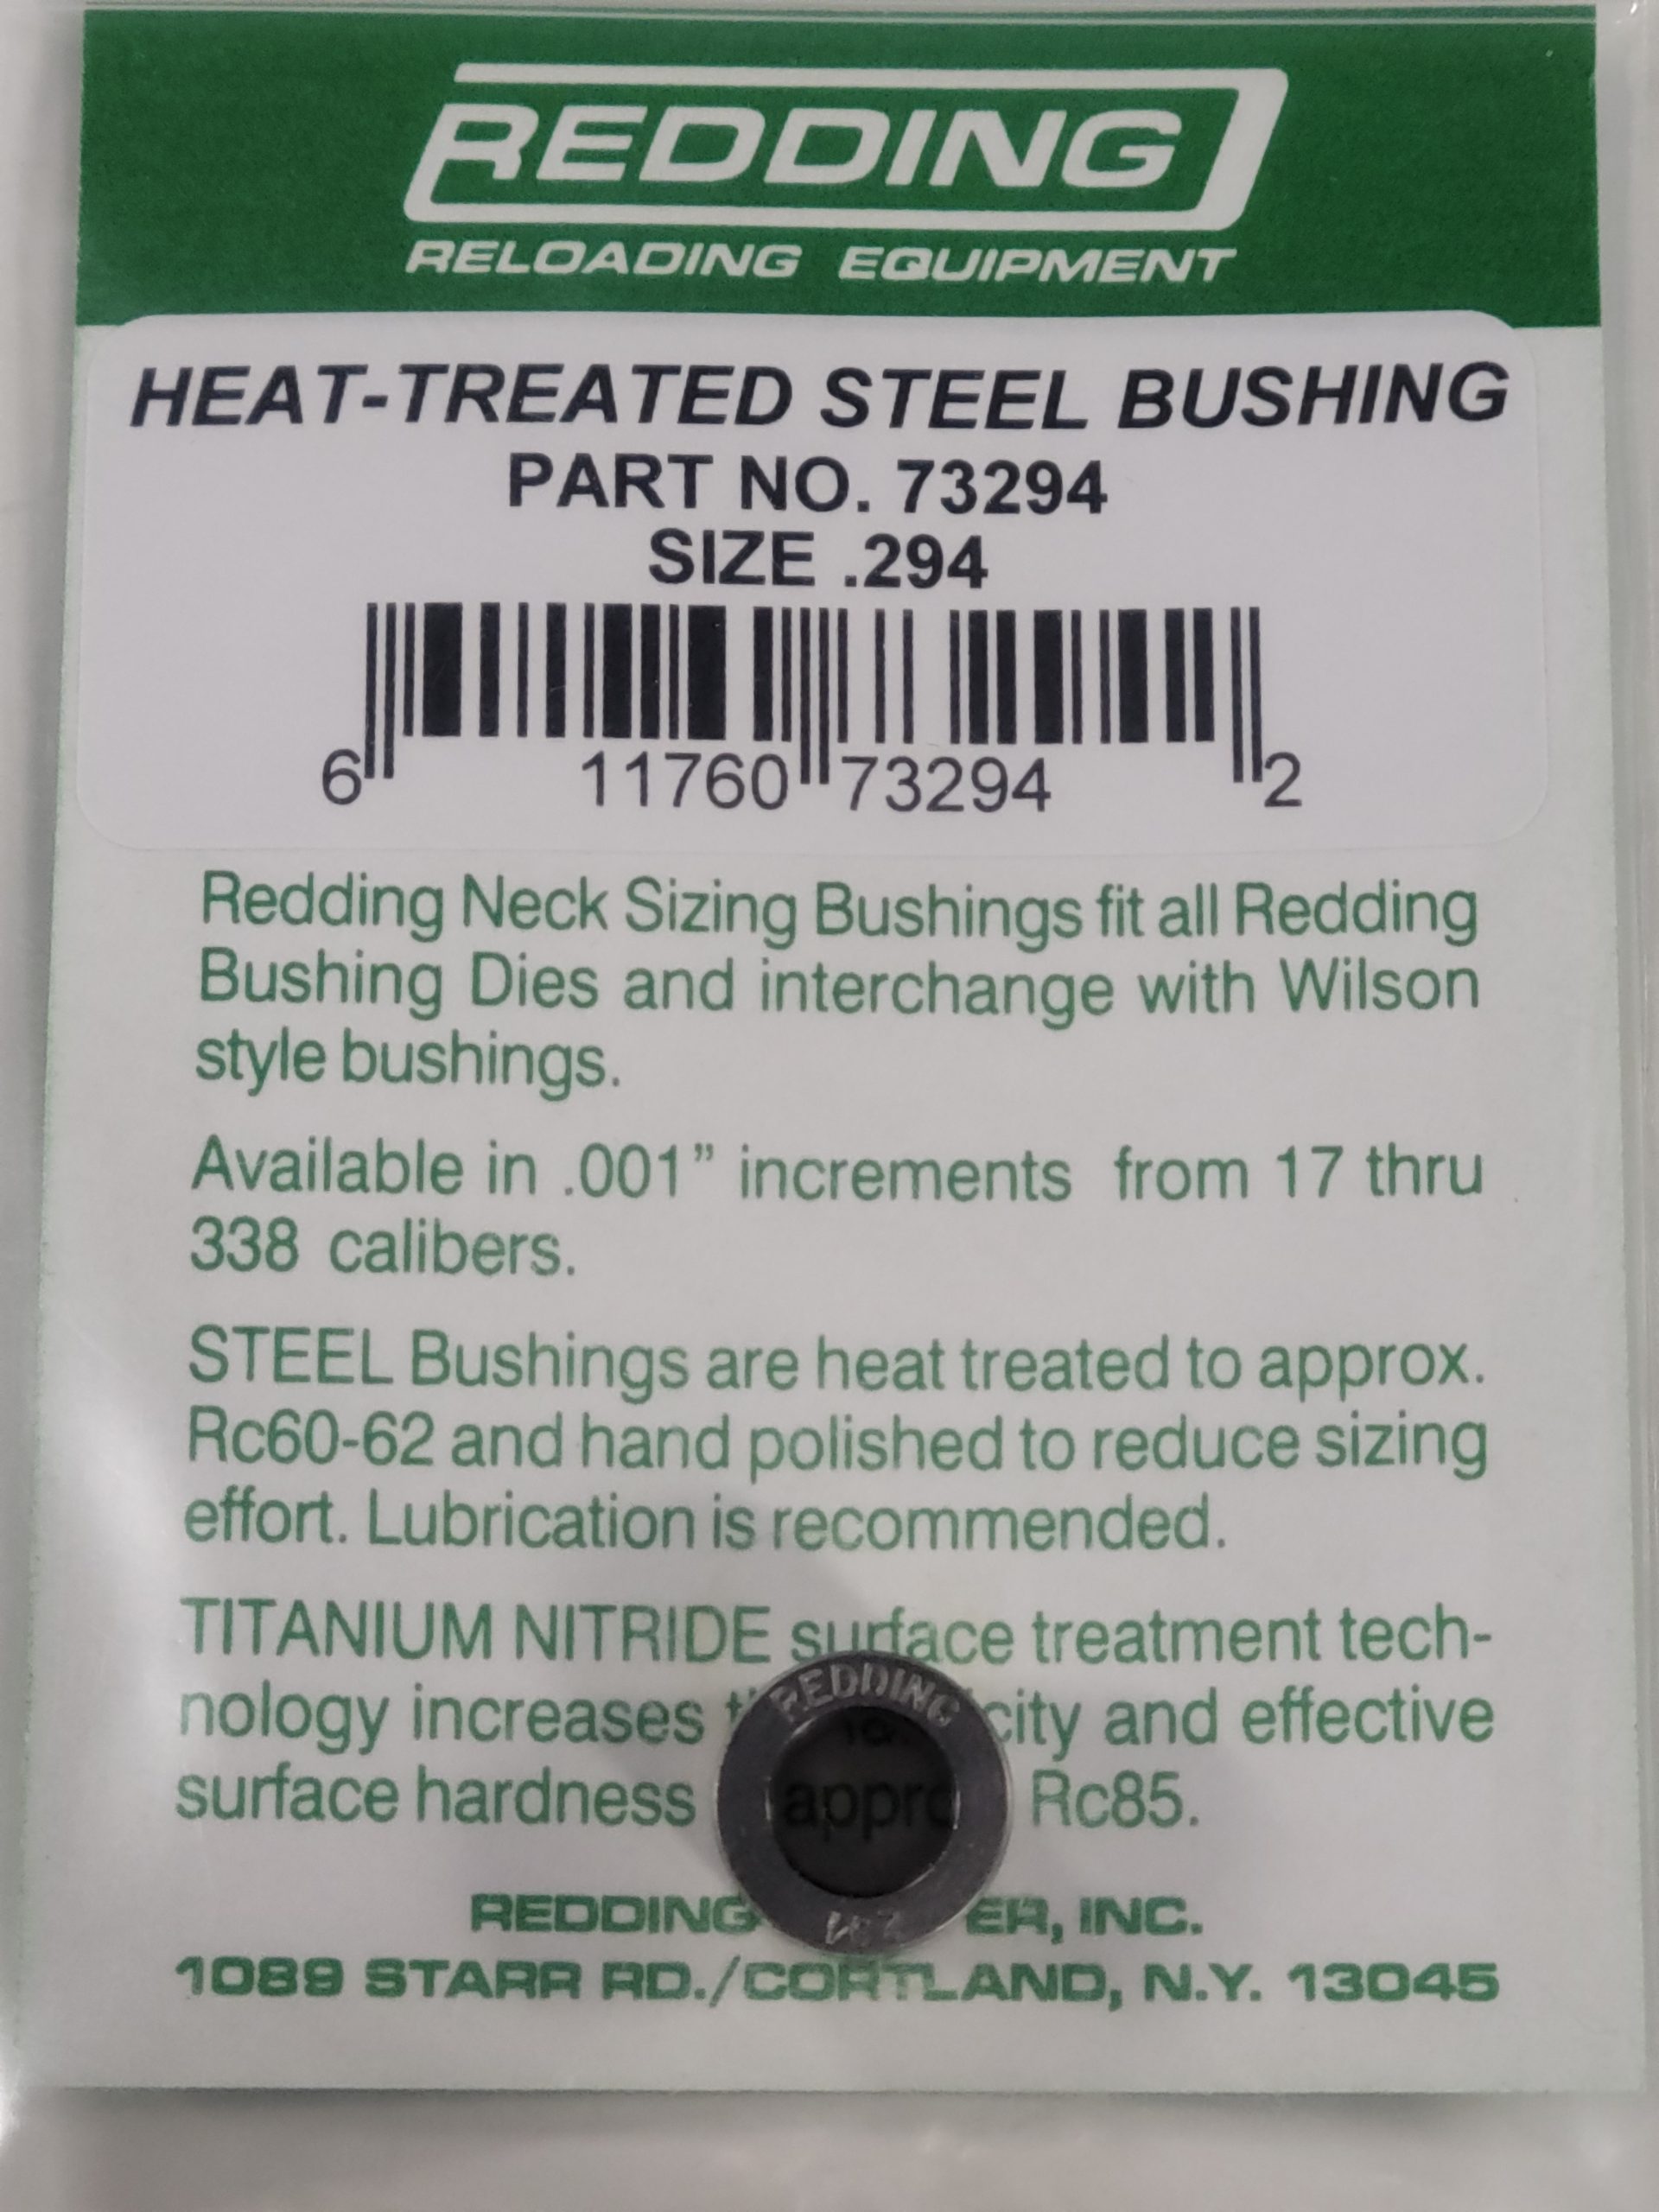 REDDING
RELOADING EQUIPMENT
HEAT-TREATED STEEL BUSHING
PART NO. 73294
SIZE .294
6 11760 73294 2
Redding Neck Sizing Bushings fit all Redding
Bushing Dies and interchange with Wilson
style bushings.
Available in .001” increments from 17 thru
338 calibers.
STEEL Bushings are heat treated to approx.
Rc60-62 and hand polished to reduce sizing
effort. Lubrication is recommended.
TITANIUM NITRIDE surface treatment tech-
REDDING
nology increases city and effective
surface hardness appro Rc85.
REDDING ER, INC.
1089 STARR RD./CORTLAND, N.Y. 13045